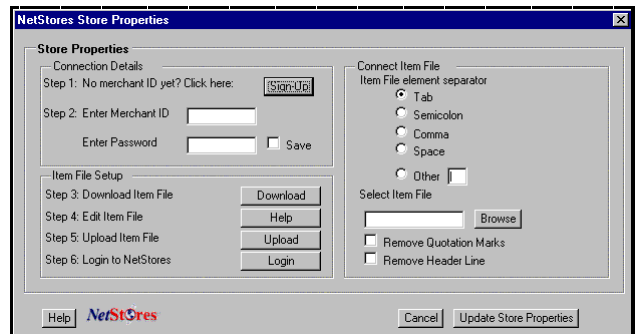 NetStores Store Properties
Store Properties
Connection Details
Step 1: No merchant ID yet? Click here: Sign-Up
Step 2: Enter Merchant ID
Enter Password
Save
Item File Setup
Step 3: Download Item File Download
Step 4: Edit Item File Help
Step 5: Upload Item File Upload
Step 6: Login to NetStores Login
Connect Item File
Item File element separator
Tab
Semicolon
Comma
Space
Other
Select Item File
Browse
Remove Quotation Marks
Remove Header Line
Help NetStores Cancel Update Store Properties